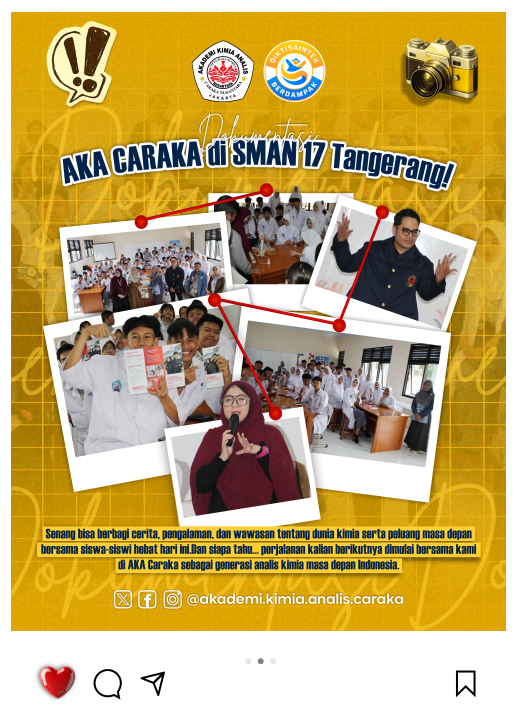 !!
AKADEMI KIMIA ANALIS
CARAKA NUSANTARA
JAKARTA
DIKTISAINTEK
BERDAMPAK
Dokumentasi
AKA CARAKA di SMAN 17 Tangerang!
Senang bisa berbagi cerita, pengalaman, dan wawasan tentang dunia kimia serta peluang masa depan
bersama siswa-siswi hebat hari ini.Dan siapa tahu... perjalanan kalian berikutnya dimulai bersama kami
di AKA Caraka sebagai generasi analis kimia masa depan Indonesia.
@akademi.kimia.analis.caraka